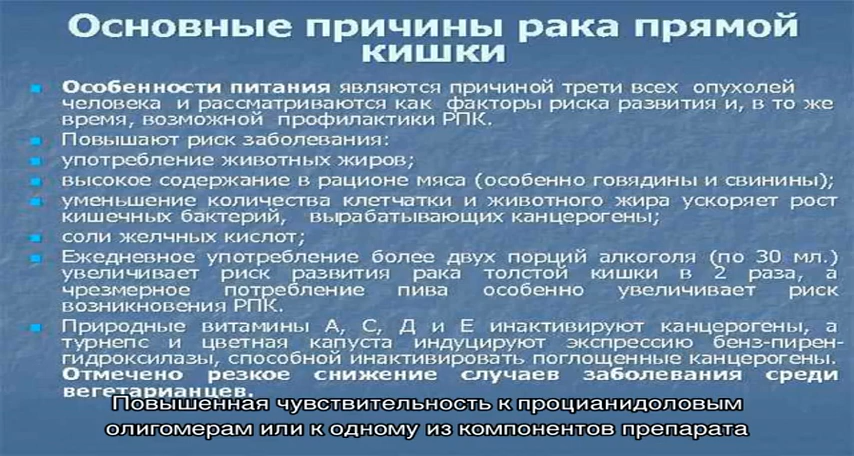 Основные причины рака прямой
кишки
Особенности питания являются причиной трети всех опухолей
человека и рассматриваются как факторы риска развития и, в то же
время, возможной профилактики РПК.
Повышают риск заболевания:
употребление животных жиров;
высокое содержание в рационе мяса (особенно говядины и свинины);
уменьшение количества клетчатки и животного жира ускоряет рост
кишечных бактерий, вырабатывающих канцерогены;
соли желчных кислот;
Ежедневное употребление более двух порций алкоголя (по 30 мл.)
увеличивает риск развития рака толстой кишки в 2 раза, а
чрезмерное потребление пива особенно увеличивает риск
возникновения РПК.
Природные витамины А, С, Д и Е инактивируют канцерогены, а
турнепс и цветная капуста индуцируют экспрессию бенз-пирен-
гидроксилазы, способной инактивировать поглощенные канцерогены.
Отмечено резкое снижение случаев заболевания среди
вегетарианцев.
Повышенная чувствительность к процианидоловым
олигомерам или к одному из компонентов препарата